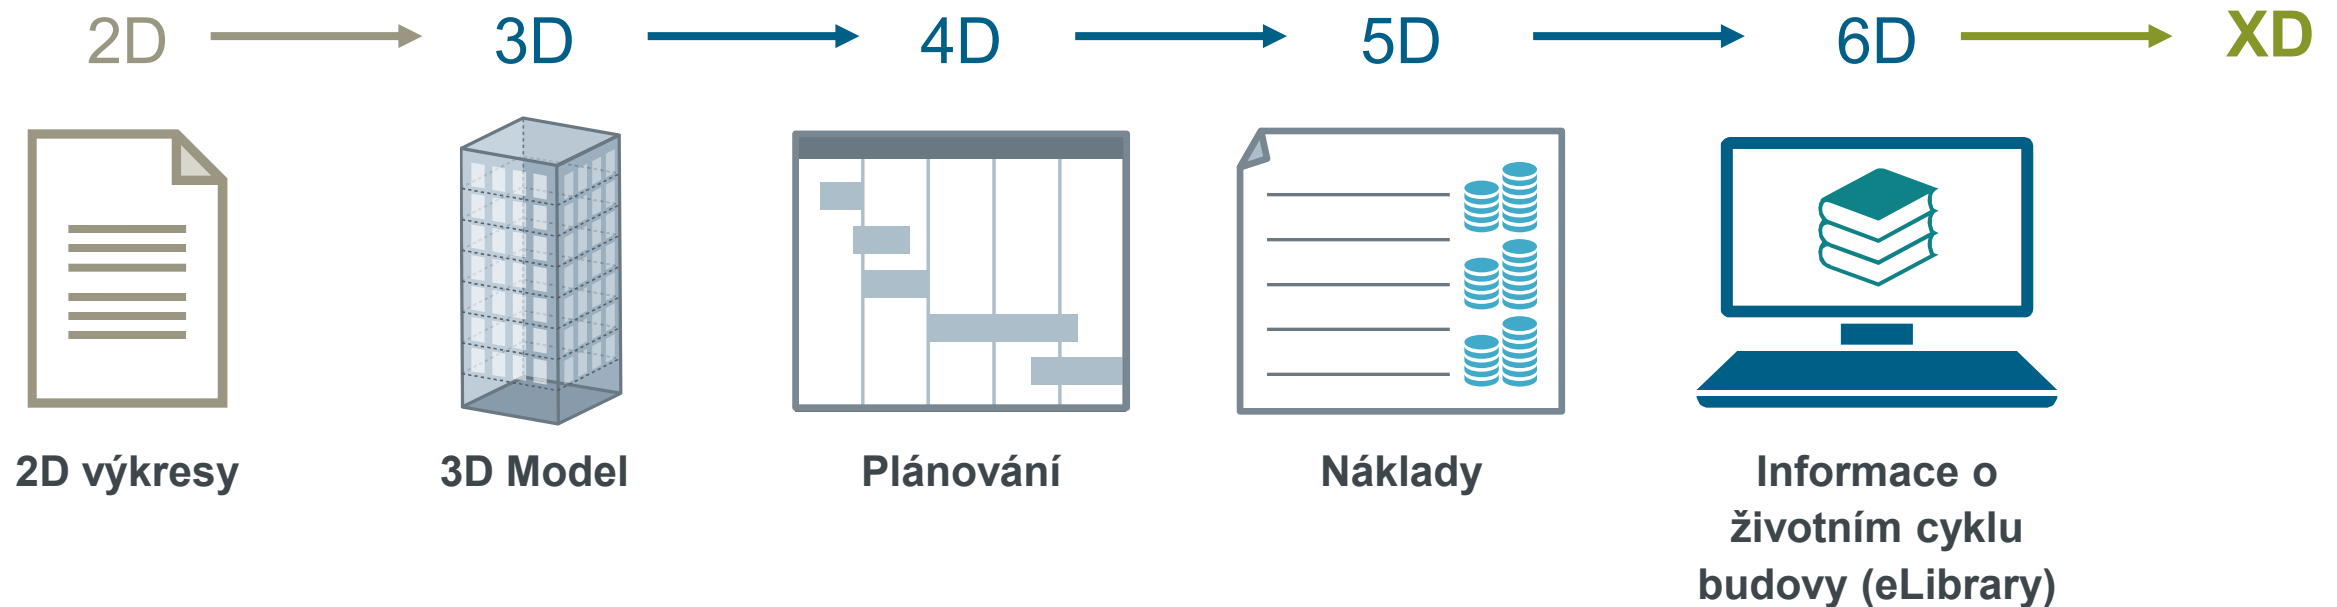 2D
3D
4D
5D
6D
XD
2D výkresy
3D Model
Plánování
Náklady
Informace o
životním cyklu
budovy (eLibrary)